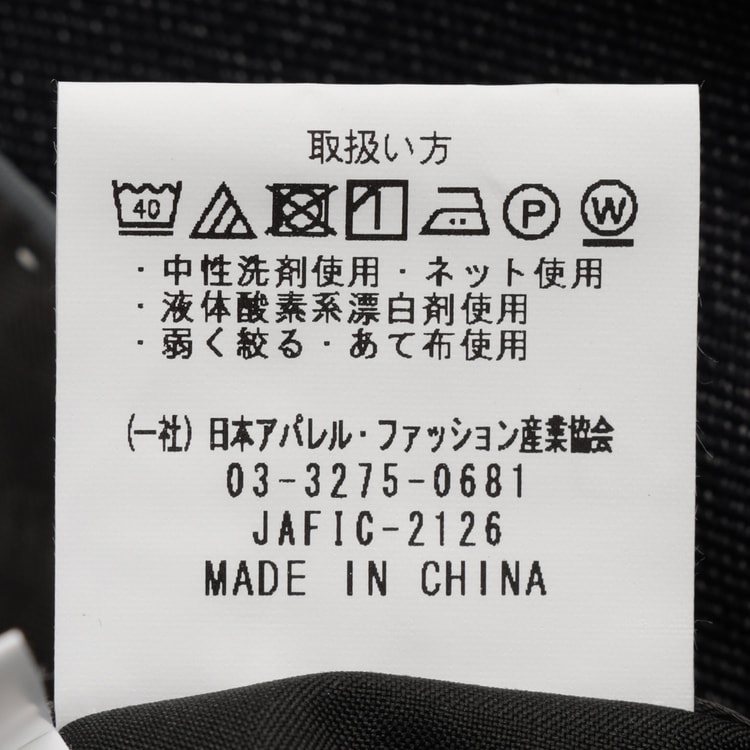 取扱い方
40 P W
・中性洗剤使用・ネット使用
・液体酸素系漂白剤使用
・弱く絞る・あて布使用
(一社)日本アパレル・ファッション産業協会
03-3275-0681
JAFIC-2126
MADE IN CHINA